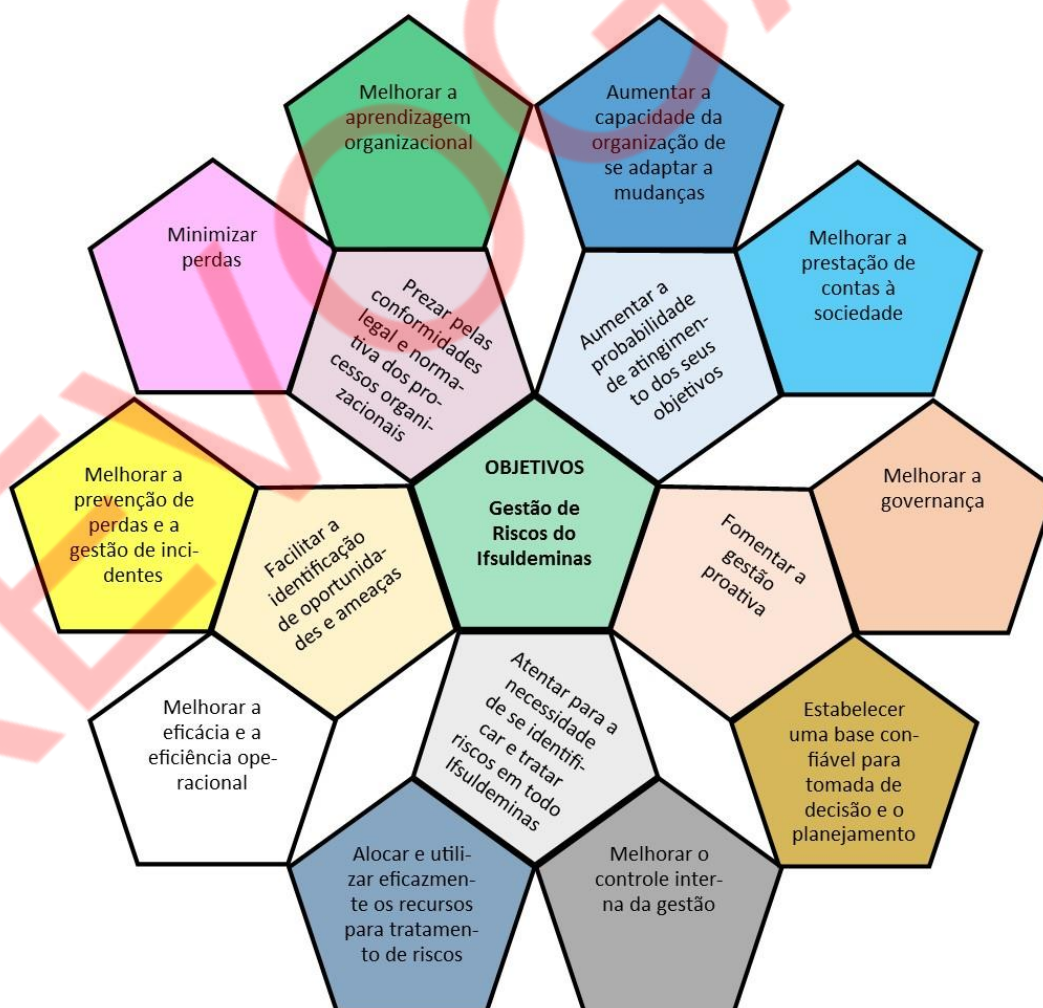 Melhorar a
aprendizagem
organizacional
Aumentar a
capacidade da
organização de
se adaptar a
mudanças
Minimizar
perdas
Melhorar a
prestação de
contas à
sociedade
Prezar pelas
conformidades
legal e norma-
tiva dos pro-
cessos organi-
zacionais
Aumentar a
probabilidade
de atingimen-
to dos seus
objetivos
OBJETIVOS
Gestão de
Riscos do
Ifsuldeminas
Melhorar a
prevenção de
perdas e a
gestão de inci-
dentes
Facilitar a
identificação
de oportunida-
des e ameaças
Fomentar a
gestão
proativa
Melhorar a
governança
Melhorar a
eficácia e a
eficiência ope-
racional
Atentar para a
necessidade
de se identifi-
car e tratar
riscos em todo
Ifsuldeminas
Estabelecer
uma base con-
fiável para
tomada de
decisão e o
planejamento
Alocar e utili-
zar eficazmen-
te os recursos
para tratamen-
to de riscos
Melhorar o
controle inter-
na da gestão